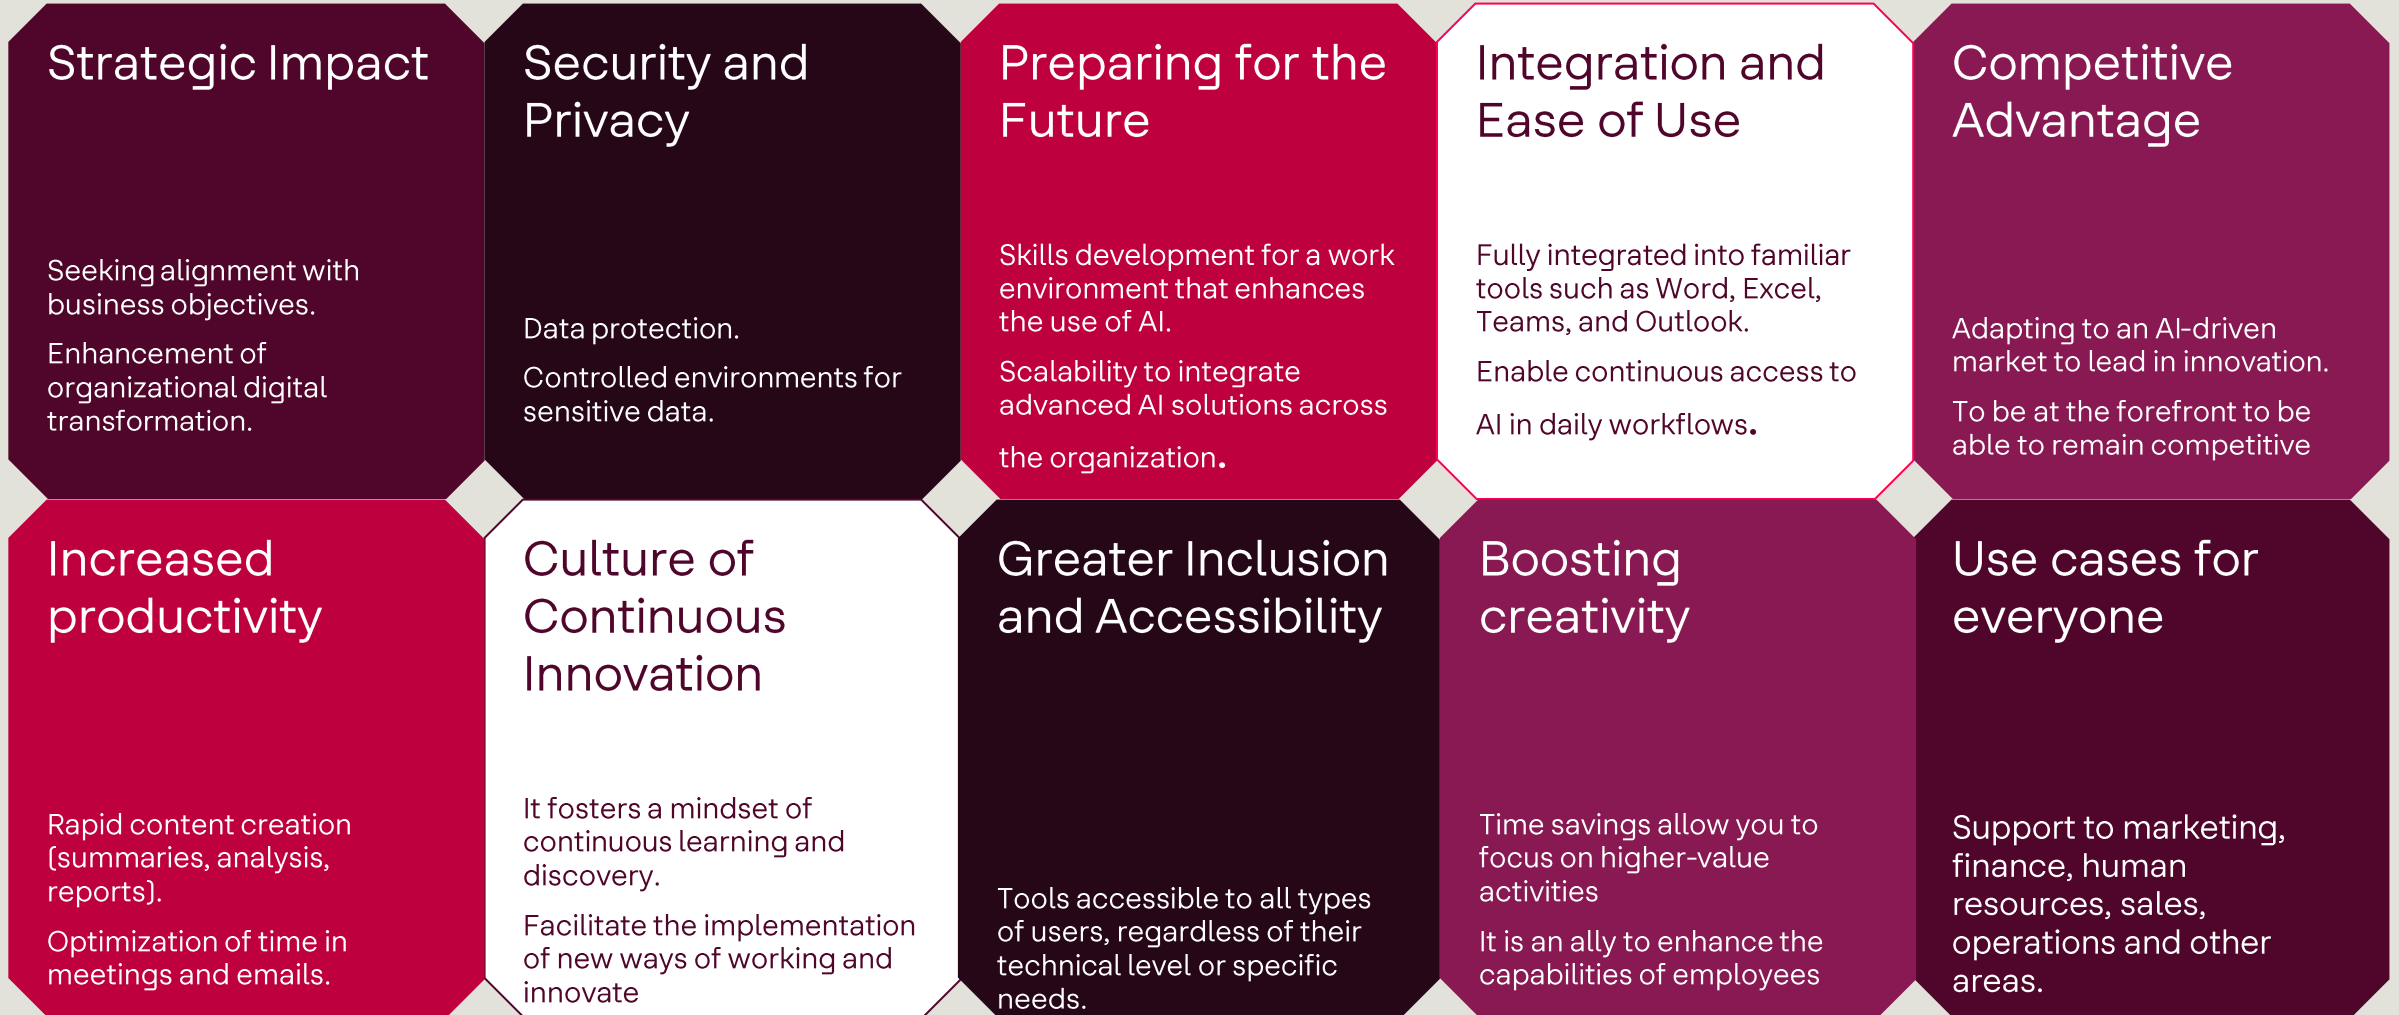 Strategic Impact
Seeking alignment with
business objectives.
Enhancement of
organizational digital
transformation.
Security and
Privacy
Data protection.
Controlled environments for
sensitive data.
Preparing for the
Future
Skills development for a work
environment that enhances
the use of AI.
Scalability to integrate
advanced AI solutions across
the organization.
Integration and
Ease of Use
Fully integrated into familiar
tools such as Word, Excel,
Teams, and Outlook.
Enable continuous access to
AI in daily workflows.
Competitive
Advantage
Adapting to an AI-driven
market to lead in innovation.
To be at the forefront to be
able to remain competitive
Increased
productivity
Rapid content creation
(summaries, analysis,
reports).
Optimization of time in
meetings and emails.
Culture of
Continuous
Innovation
It fosters a mindset of
continuous learning and
discovery.
Facilitate the implementation
of new ways of working and
innovate
Greater Inclusion
and Accessibility
Tools accessible to all types
of users, regardless of their
technical level or specific
needs.
Boosting
creativity
Time savings allow you to
focus on higher-value
activities
It is an ally to enhance the
capabilities of employees
Use cases for
everyone
Support to marketing,
finance, human
resources, sales,
operations and other
areas.